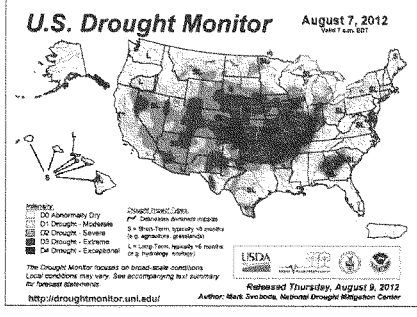 U.S. Drought Monitor
August 7, 2012
Valid 7 a.m. EDT
Intensity:
D0 Abnormally Dry
D1 Drought - Moderate
D2 Drought - Severe
D3 Drought - Extreme
D4 Drought - Exceptional
Drought Impact Types:
Delineates dominant impacts
S = Short-Term, typically <6 months
(e.g. agriculture, grasslands)
L = Long-Term, typically >6 months
(e.g. hydrology, ecology)
The Drought Monitor focuses on broad-scale conditions.
Local conditions may vary. See accompanying text summary
for forecast statements.
USDA
http://droughtmonitor.unl.edu/
Released Thursday, August 9, 2012
Author: Mark Svoboda, National Drought Mitigation Center